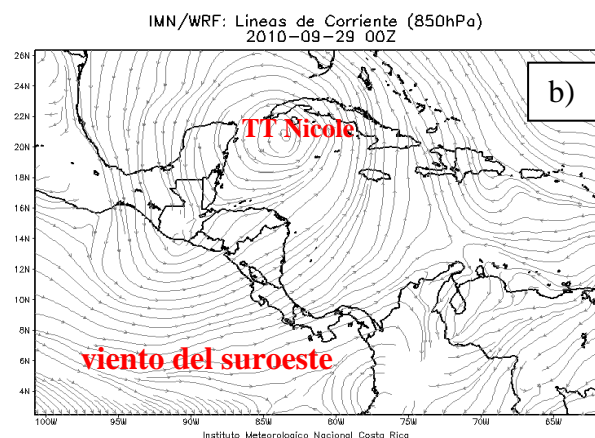 IMN/WRF: Lineas de Corriente (850hPa)
2010-09-29 00Z
26N
24N
22N
20N
18N
16N
14N
12N
10N
8N
6N
4N
b)
TT Nicole
viento del suroeste
100W 95W 90W 85W 80W 75W 70W 65W
Instituto Meteorologico Nacional Costa Rica